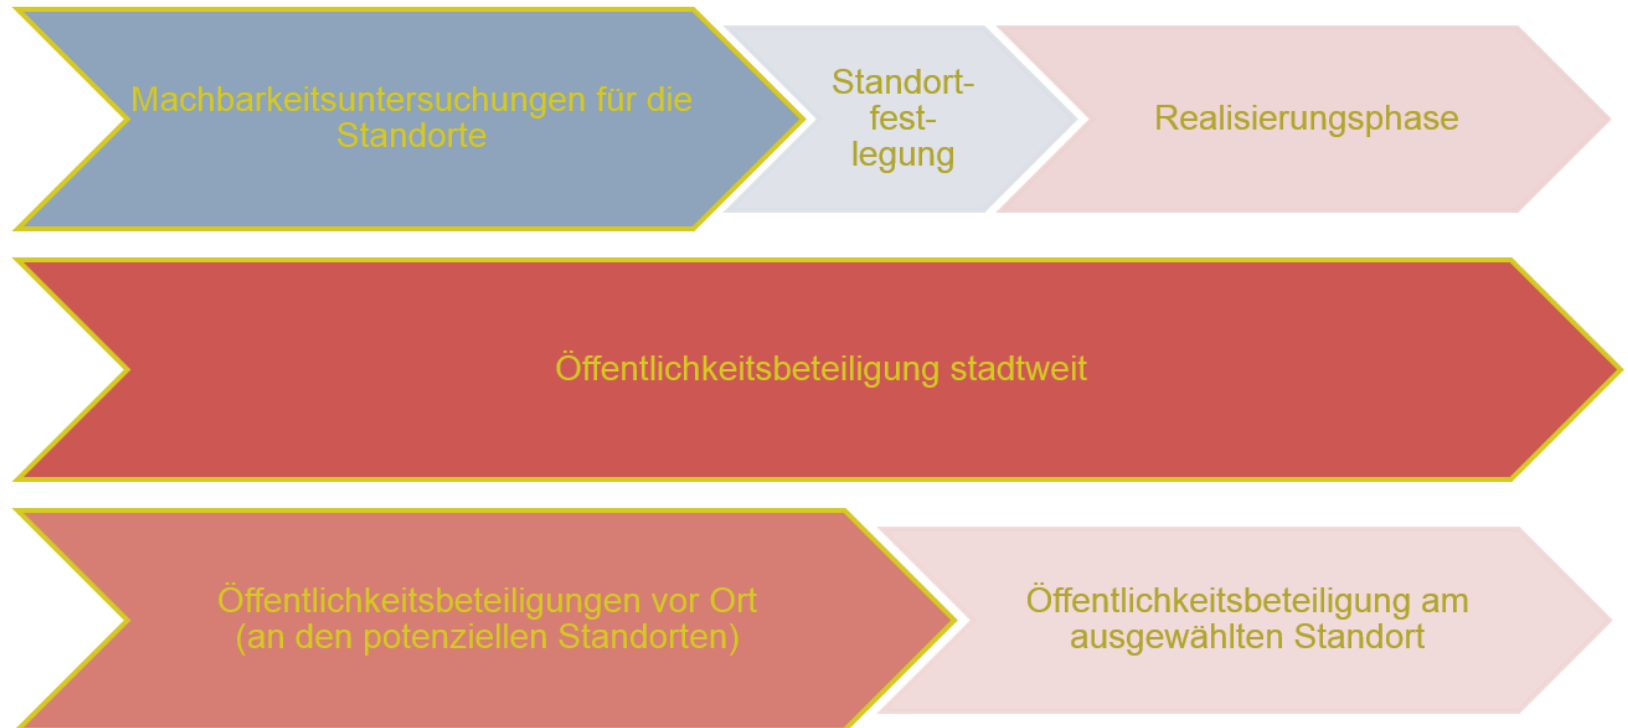 Machbarkeitsuntersuchungen für die
Standorte
Standort-
fest-
legung
Realisierungsphase
Öffentlichkeitsbeteiligung stadtweit
Öffentlichkeitsbeteiligungen vor Ort
(an den potenziellen Standorten)
Öffentlichkeitsbeteiligung am
ausgewählten Standort